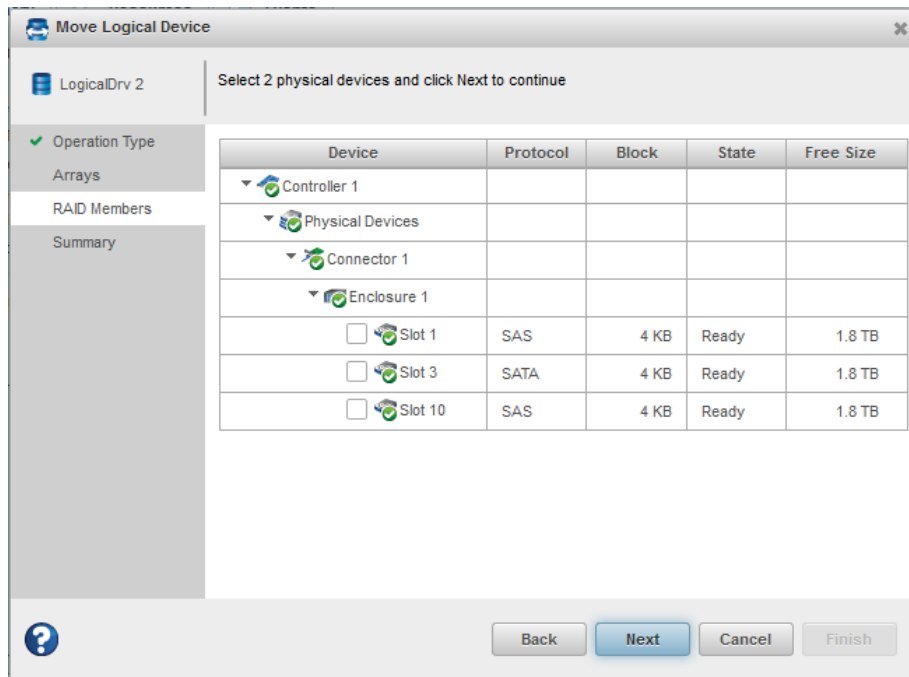 Move Logical Device
LogicalDrv 2
Select 2 physical devices and click Next to continue
Operation Type
Arrays
RAID Members
Summary
Device Protocol Block State Free Size
Controller 1
Physical Devices
Connector 1
Enclosure 1
Slot 1 SAS 4 KB Ready 1.8 TB
Slot 3 SATA 4 KB Ready 1.8 TB
Slot 10 SAS 4 KB Ready 1.8 TB
? Back Next Cancel Finish